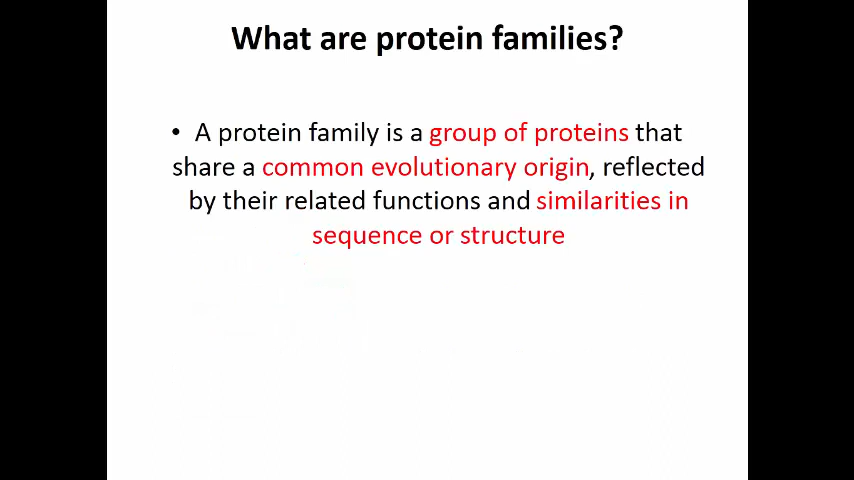 What are protein families?
• A protein family is a group of proteins that
share a common evolutionary origin, reflected
by their related functions and similarities in
sequence or structure